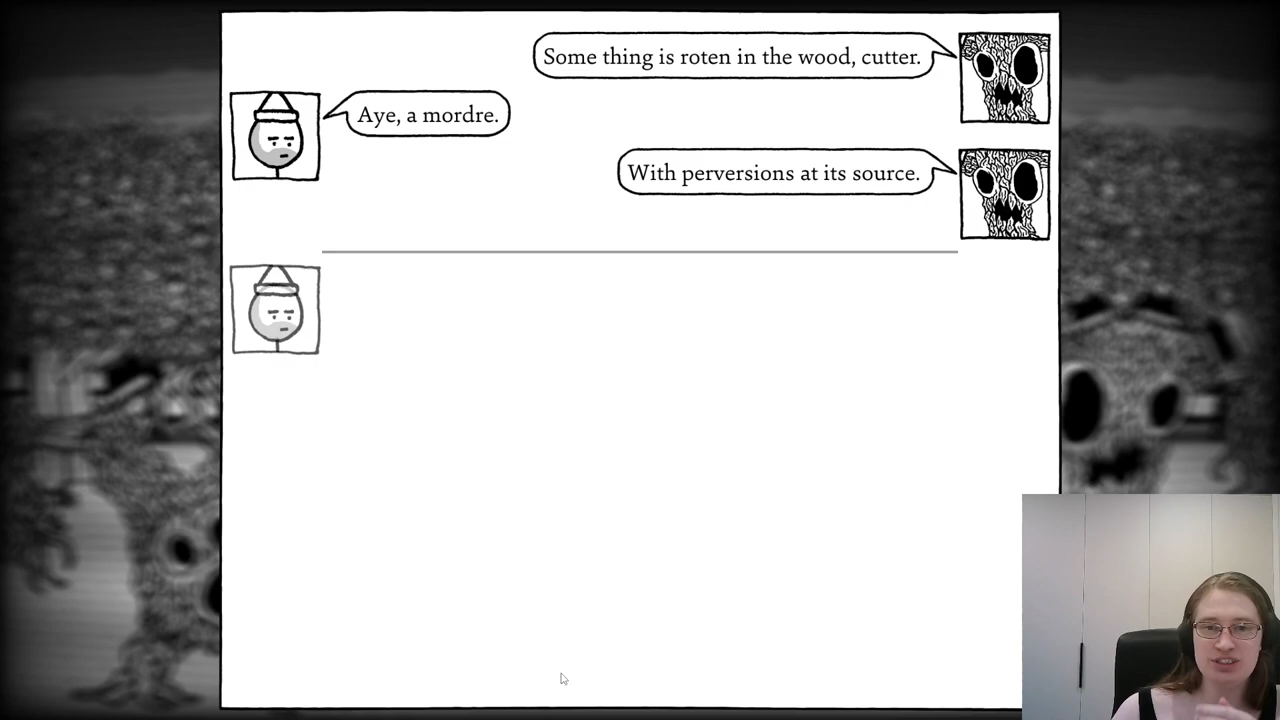 Some thing is roten in the wood, cutter.
Aye, a mordre.
With perversions at its source.